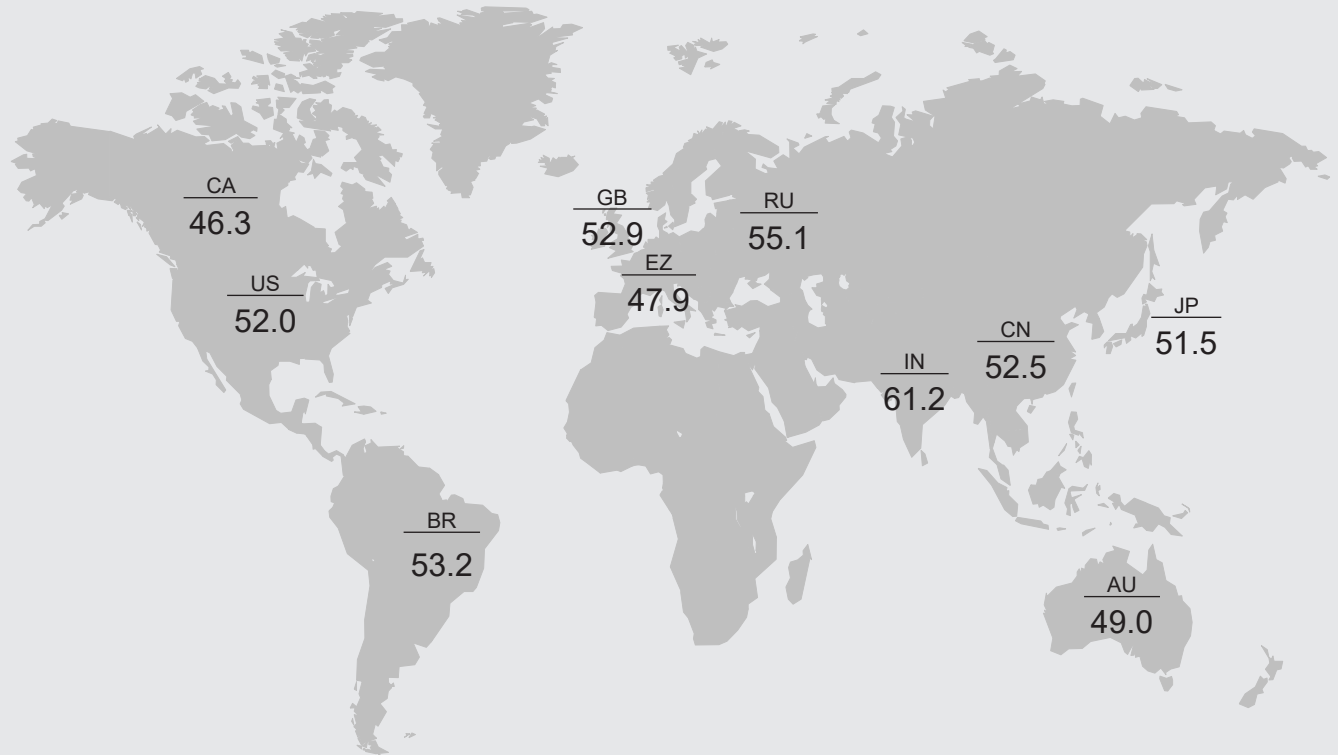 CA
46.3
GB
52.9
RU
55.1
EZ
47.9
US
52.0
JP
51.5
CN
52.5
IN
61.2
BR
53.2
AU
49.0